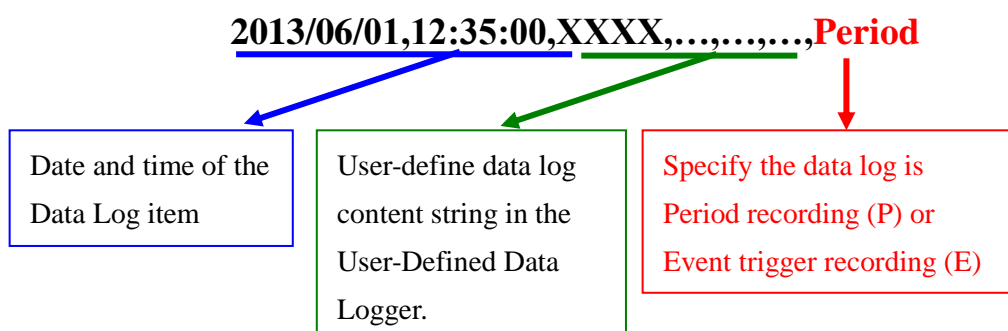 2013/06/01,12:35:00,XXXX,…,…,…,Period
Date and time of the
Data Log item
User-define data log
content string in the
User-Defined Data
Logger.
Specify the data log is
Period recording (P) or
Event trigger recording (E)